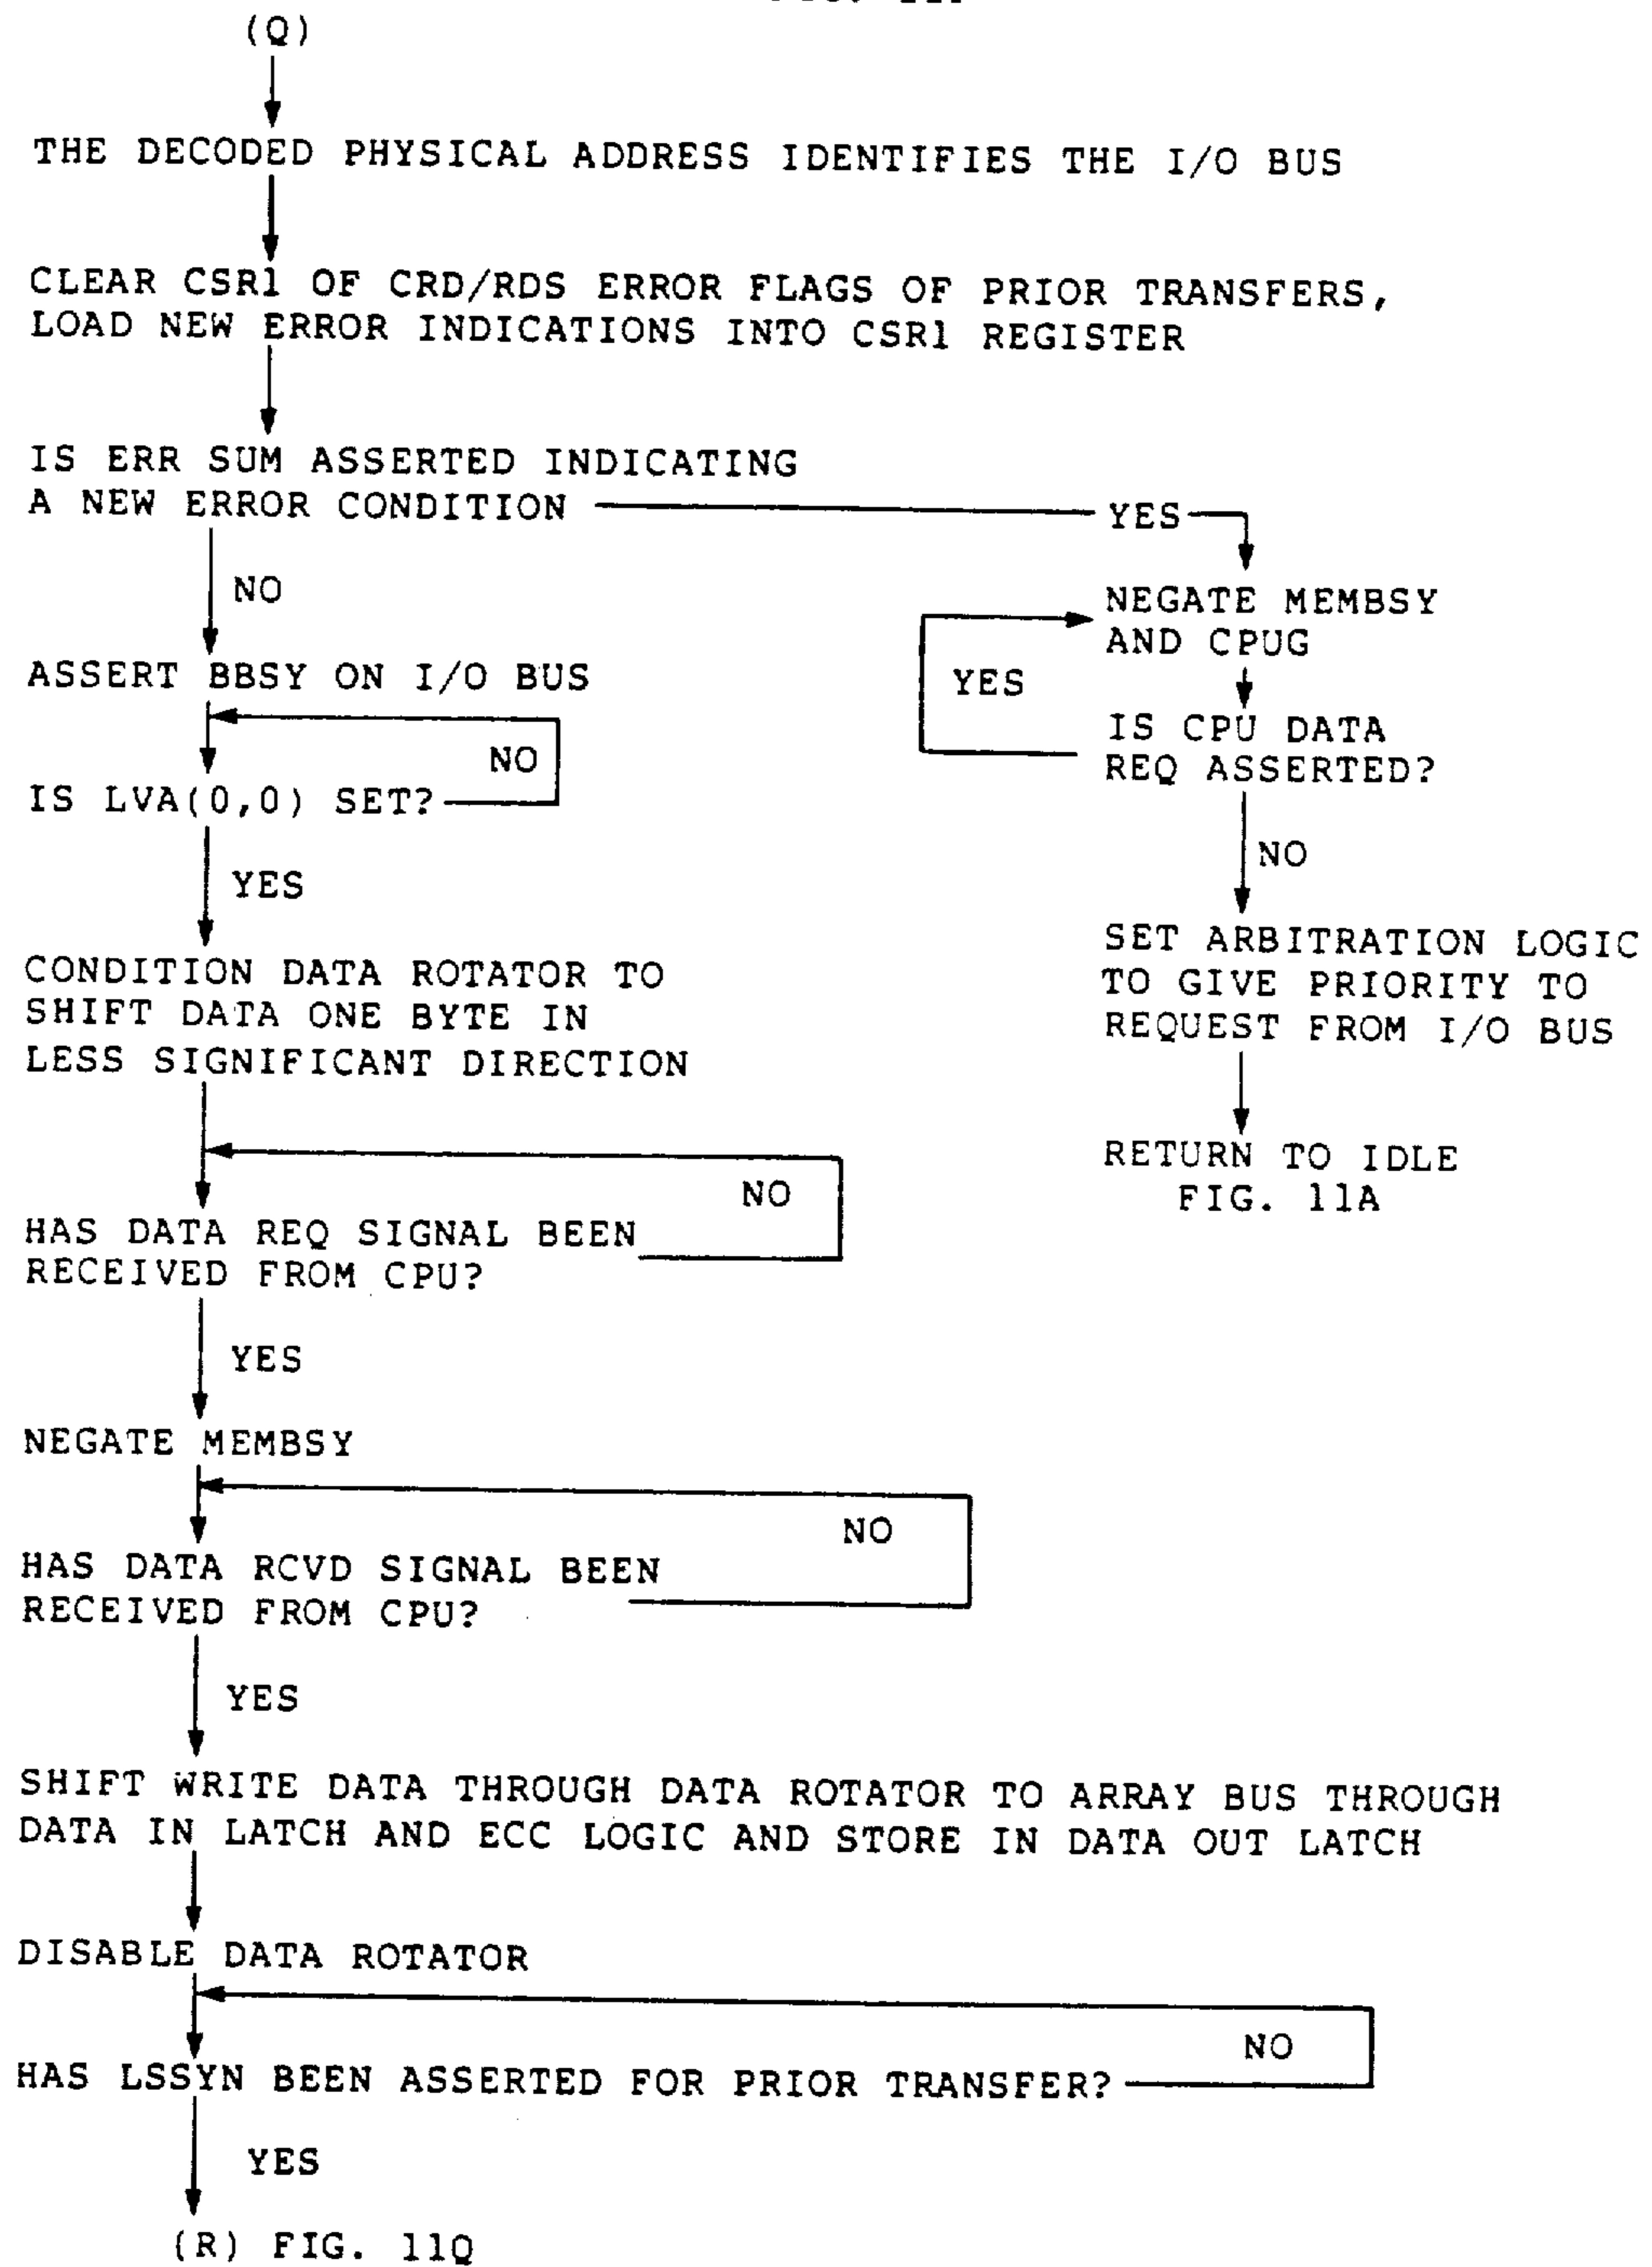 (Q)
THE DECODED PHYSICAL ADDRESS IDENTIFIES THE I/O BUS
CLEAR CSR1 OF CRD/RDS ERROR FLAGS OF PRIOR TRANSFERS,
LOAD NEW ERROR INDICATIONS INTO CSR1 REGISTER
IS ERR SUM ASSERTED INDICATING
A NEW ERROR CONDITION
YES
NO
NEGATE MEMBSY
AND CPUG
YES
IS CPU DATA
REQ ASSERTED?
NO
SET ARBITRATION LOGIC
TO GIVE PRIORITY TO
REQUEST FROM I/O BUS
RETURN TO IDLE
FIG. 11A
ASSERT BBSY ON I/O BUS
NO
IS LVA(0,0) SET?
YES
CONDITION DATA ROTATOR TO
SHIFT DATA ONE BYTE IN
LESS SIGNIFICANT DIRECTION
NO
HAS DATA REQ SIGNAL BEEN
RECEIVED FROM CPU?
YES
NEGATE MEMBSY
NO
HAS DATA RCVD SIGNAL BEEN
RECEIVED FROM CPU?
YES
SHIFT WRITE DATA THROUGH DATA ROTATOR TO ARRAY BUS THROUGH
DATA IN LATCH AND ECC LOGIC AND STORE IN DATA OUT LATCH
DISABLE DATA ROTATOR
NO
HAS LSSYN BEEN ASSERTED FOR PRIOR TRANSFER?
YES
(R) FIG. 11Q